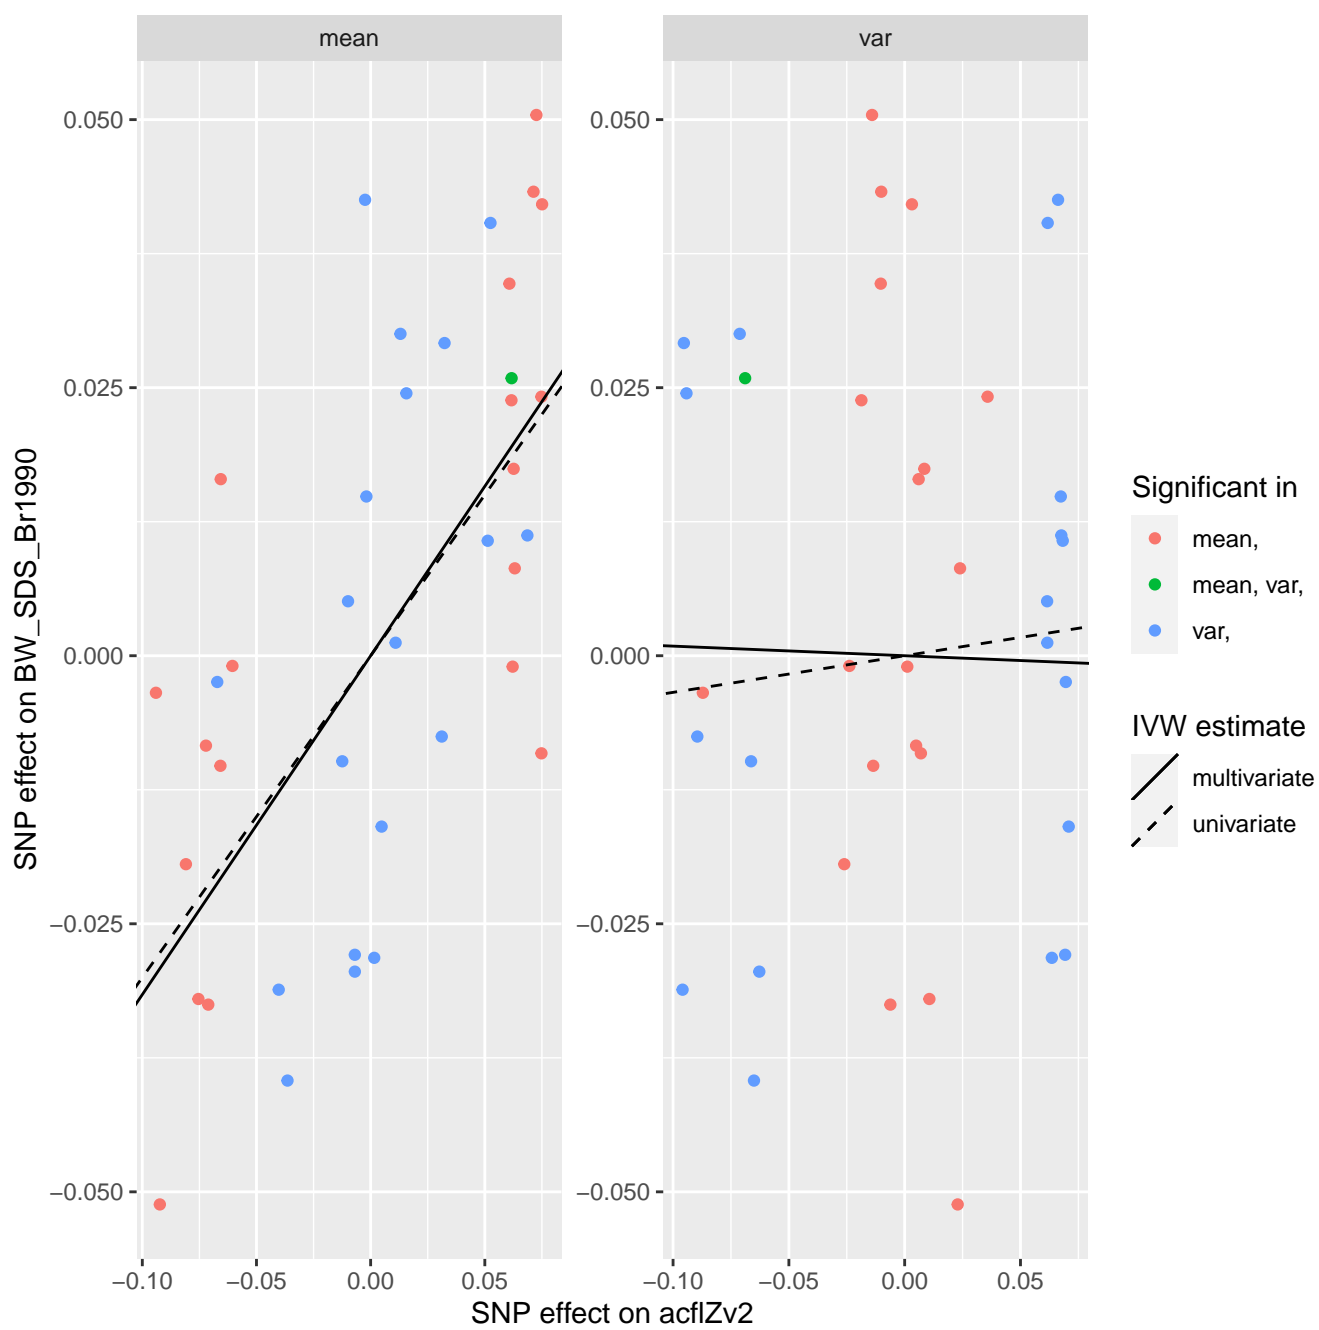 mean
var
SNP effect on BW_SDS_Br1990
0.050
0.025
0.000
−0.025
−0.050
0.050
0.025
0.000
−0.025
−0.050
−0.10
−0.05
0.00
0.05
−0.10
−0.05
0.00
0.05
SNP effect on acflZv2
Significant in
mean,
mean, var,
var,
IVW estimate
multivariate
univariate